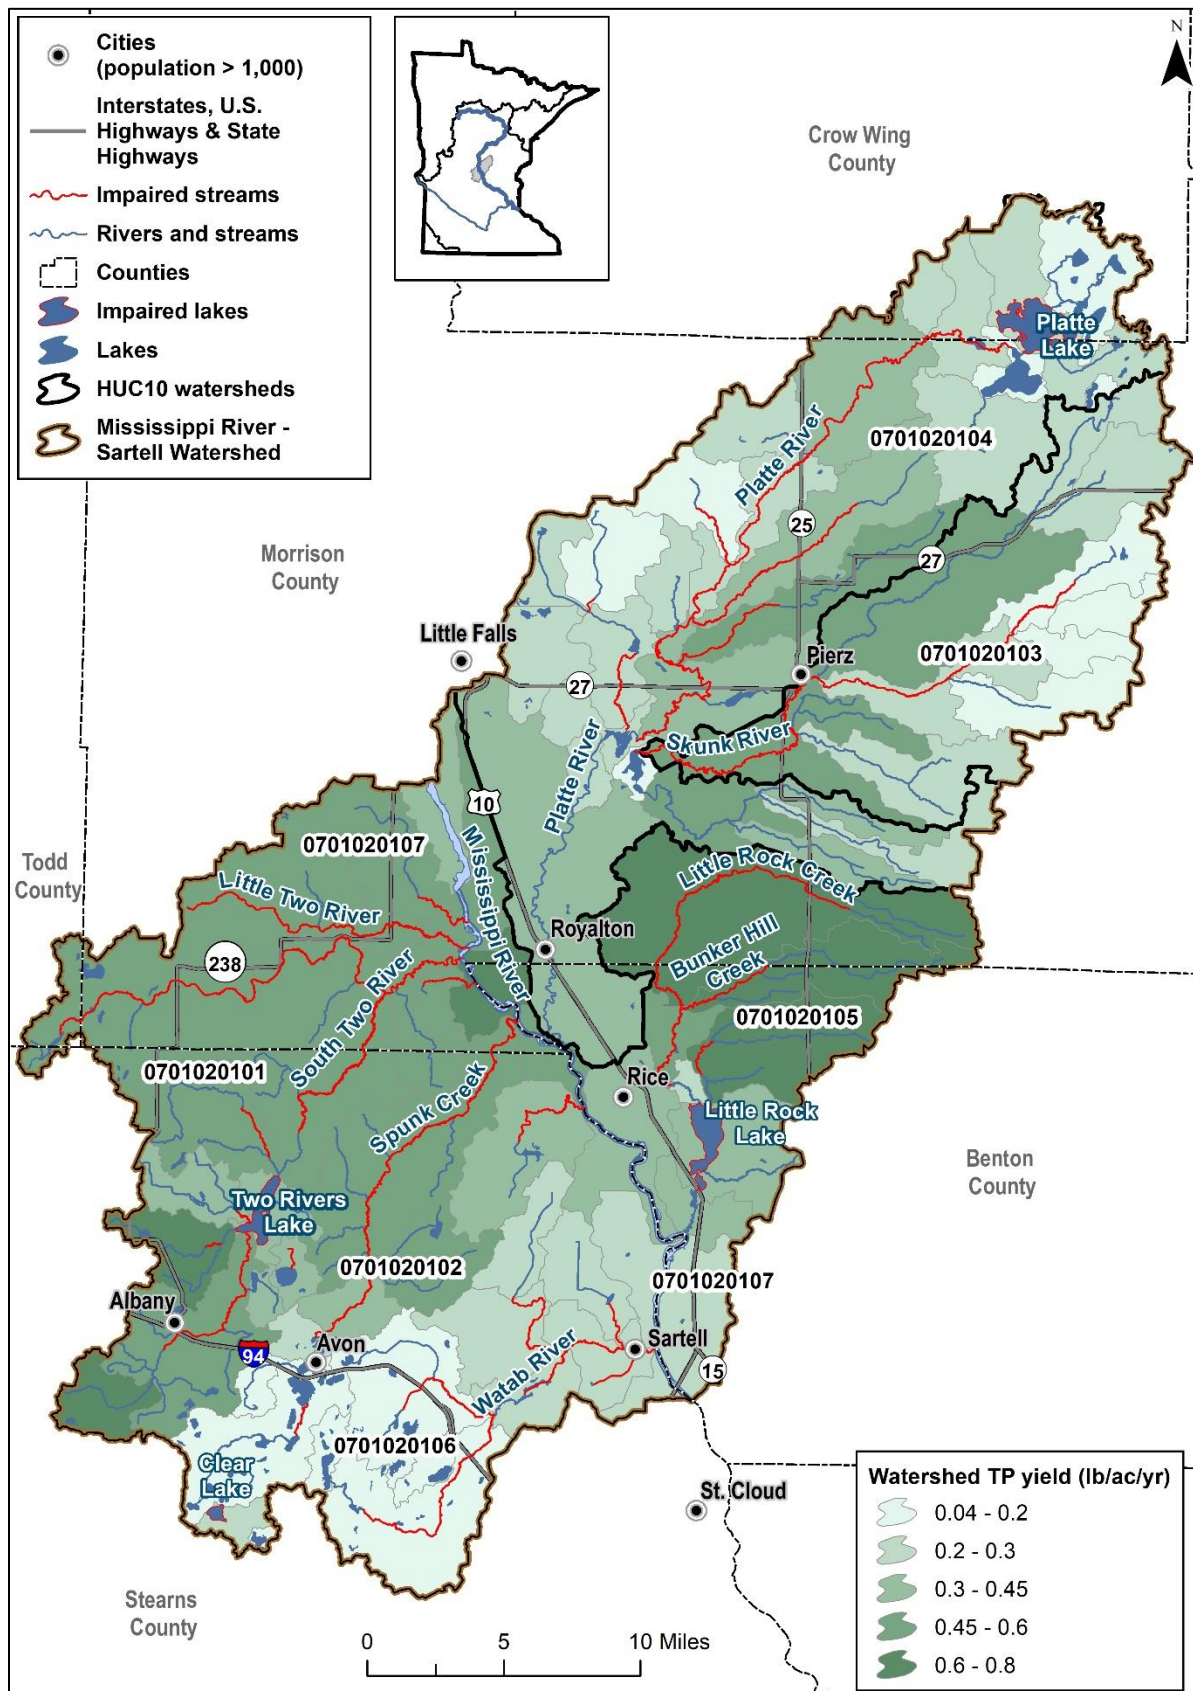 Cities
(population > 1,000)
Interstates, U.S.
Highways & State
Highways
Impaired streams
Rivers and streams
Counties
Impaired lakes
Lakes
HUC10 watersheds
Mississippi River -
Sartell Watershed
N
Crow Wing
County
Platte
Lake
0701020104
Platte River
25
27
Morrison
County
Little Falls
Pierz
0701020103
27
Skunk River
Platte River
10
Mississippi River
0701020107
Todd
County
Little Two River
Little Rock Creek
238
Royalton
Bunker Hill
Creek
South Two River
0701020105
0701020101
Rice
Spunk Creek
Little Rock
Lake
Benton
County
Two Rivers
Lake
0701020102
0701020107
Albany
Avon
94
Sartell
15
Watab River
0701020106
Clear
Lake
St. Cloud
Stearns
County
0 5 10 Miles
Watershed TP yield (lb/ac/yr)
0.04 - 0.2
0.2 - 0.3
0.3 - 0.45
0.45 - 0.6
0.6 - 0.8